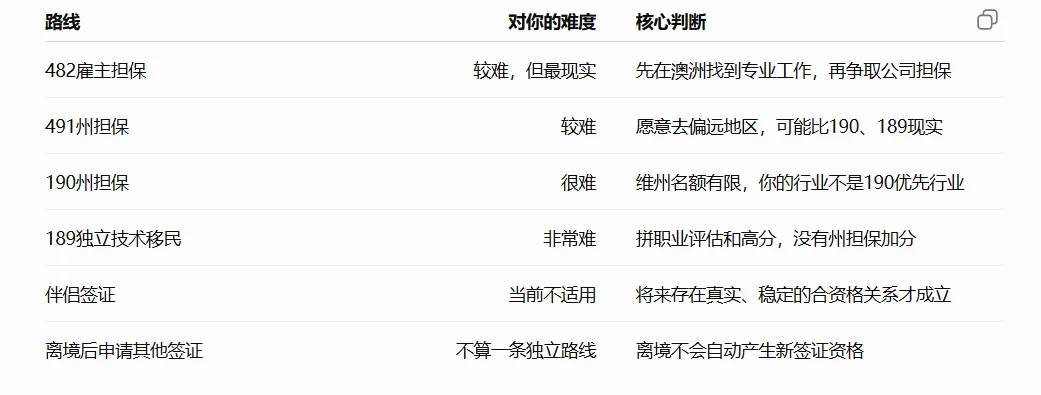 路线 对你的难度 核心判断
482雇主担保 较难，但最现实 先在澳洲找到专业工作，再争取公司担保
491州担保 较难 愿意去偏远地区，可能比190、189现实
190州担保 很难 维州名额有限，你的行业不是190优先行业
189独立技术移民 非常难 拼职业评估和高分，没有州担保加分
伴侣签证 当前不适用 将来存在真实、稳定的合资格关系才成立
离境后申请其他签证 不算一条独立路线 离境不会自动产生新签证资格